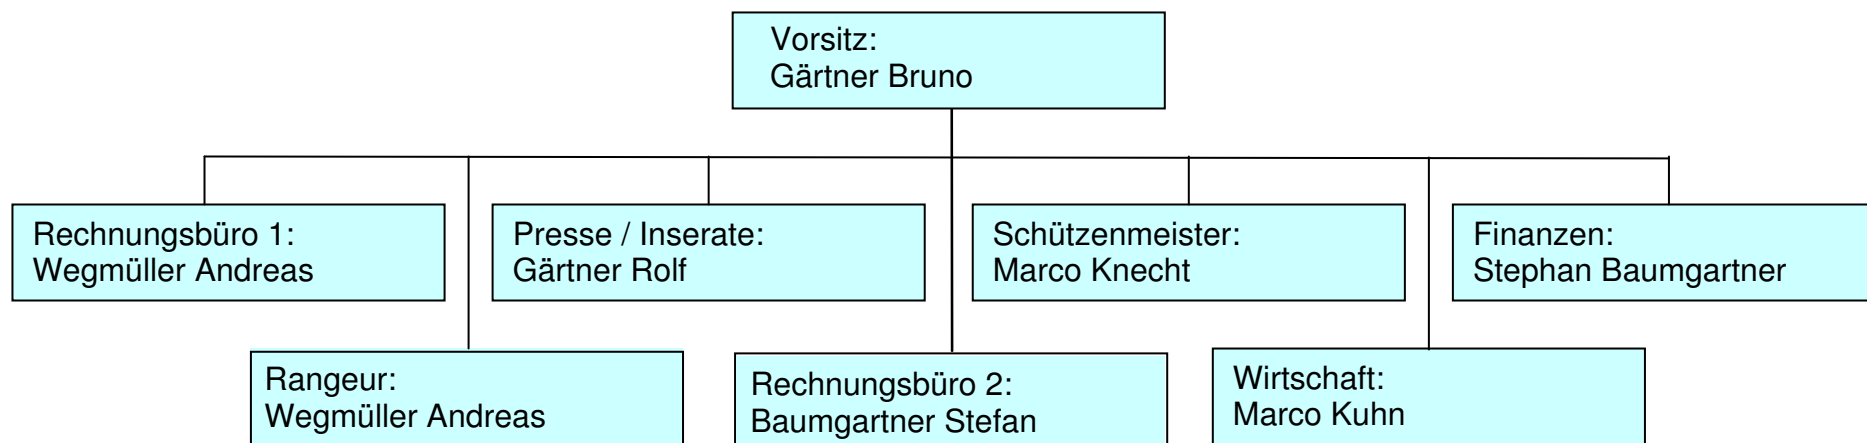 Vorsitz:
Gärtner Bruno
Rechnungsbüro 1:
Wegmüller Andreas
Presse / Inserate:
Gärtner Rolf
Schützenmeister:
Marco Knecht
Finanzen:
Stephan Baumgartner
Rangeur:
Wegmüller Andreas
Rechnungsbüro 2:
Baumgartner Stefan
Wirtschaft:
Marco Kuhn